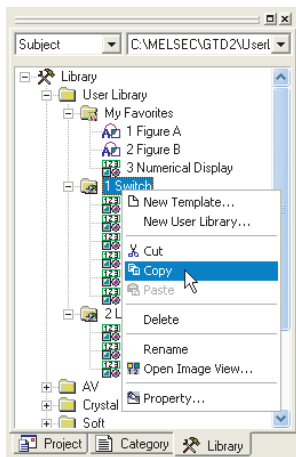 Subject C:\MELSEC\GTD2\UserL
Library
User Library
My Favorites
1 Figure A
2 Figure B
3 Numerical Display
1 Switch
New Template...
New User Library...
Cut
Copy
Paste
2 L
Delete
Rename
Open Image View...
AV
Property...
Crystal
Soft
Project Category Library